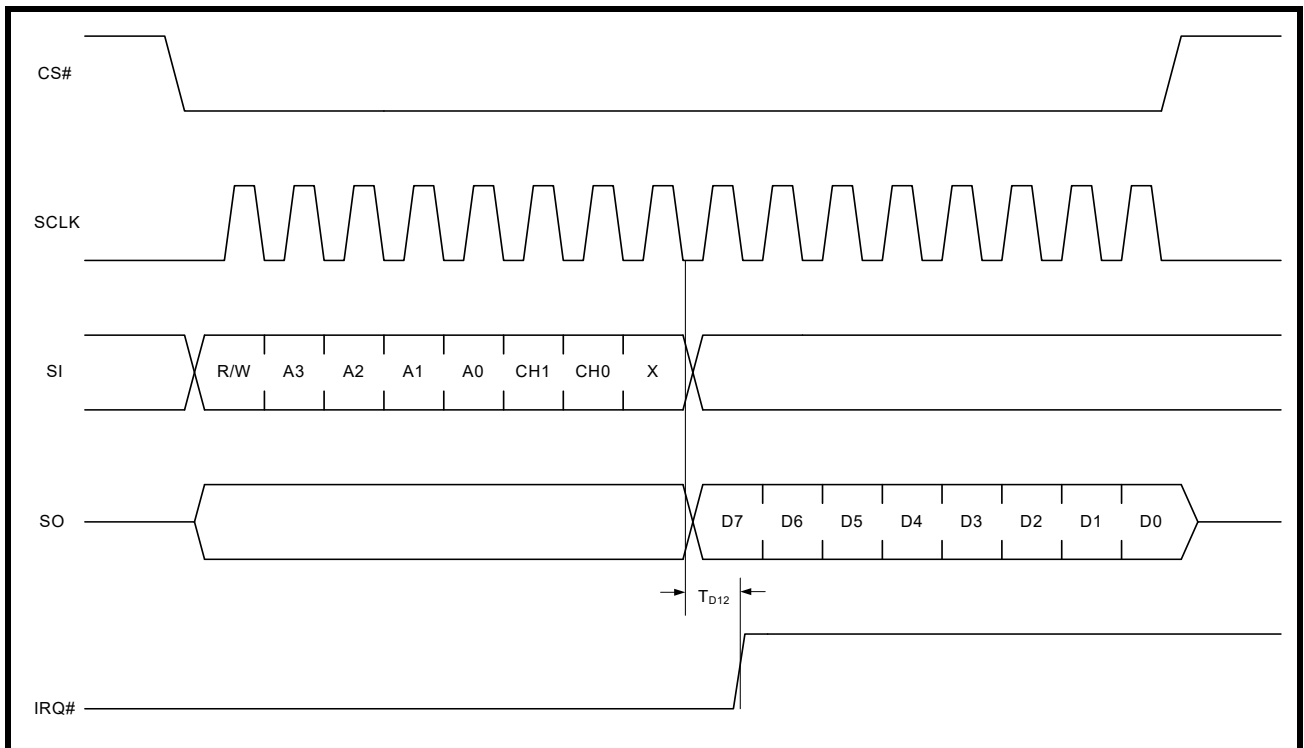 CS#
SCLK
SI
R/W A3 A2 A1 A0 CH1 CH0 X
SO
D7 D6 D5 D4 D3 D2 D1 D0
TD12
IRQ#